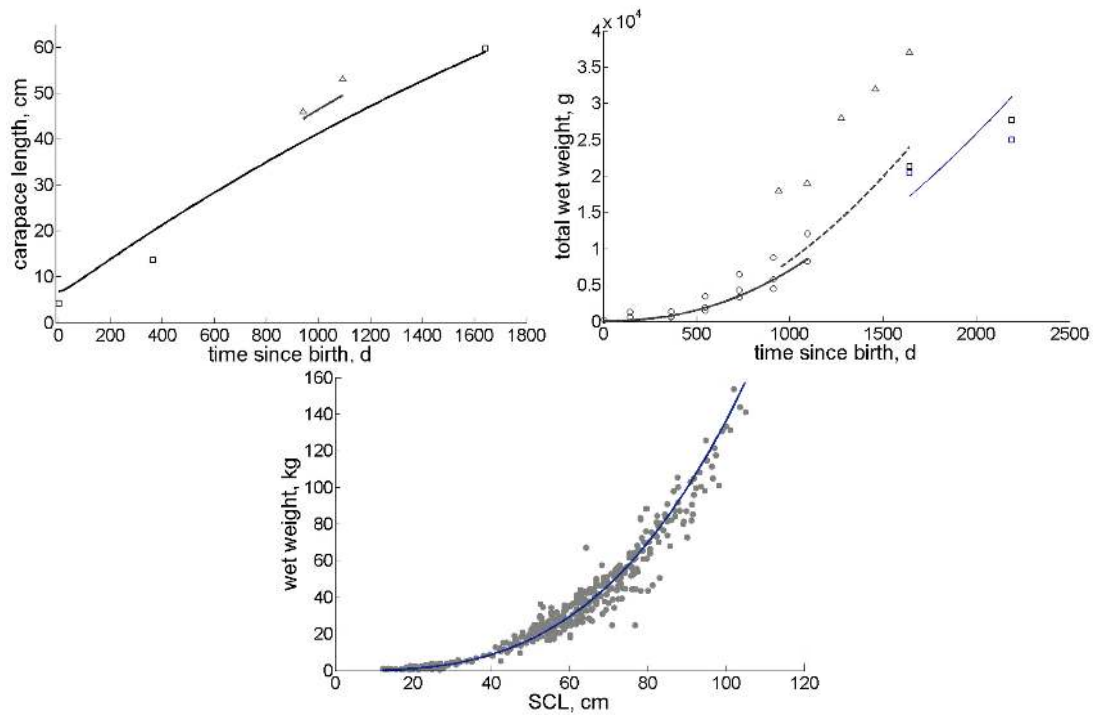 carapace length, cm
60
50
40
30
20
10
0
0 200 400 600 800 1000 1200 1400 1600 1800
time since birth, d
x 10⁴
total wet weight, g
4
3.5
3
2.5
2
1.5
1
0.5
0
0 500 1000 1500 2000 2500
time since birth, d
wet weight, kg
160
140
120
100
80
60
40
20
0
0 20 40 60 80 100 120
SCL, cm